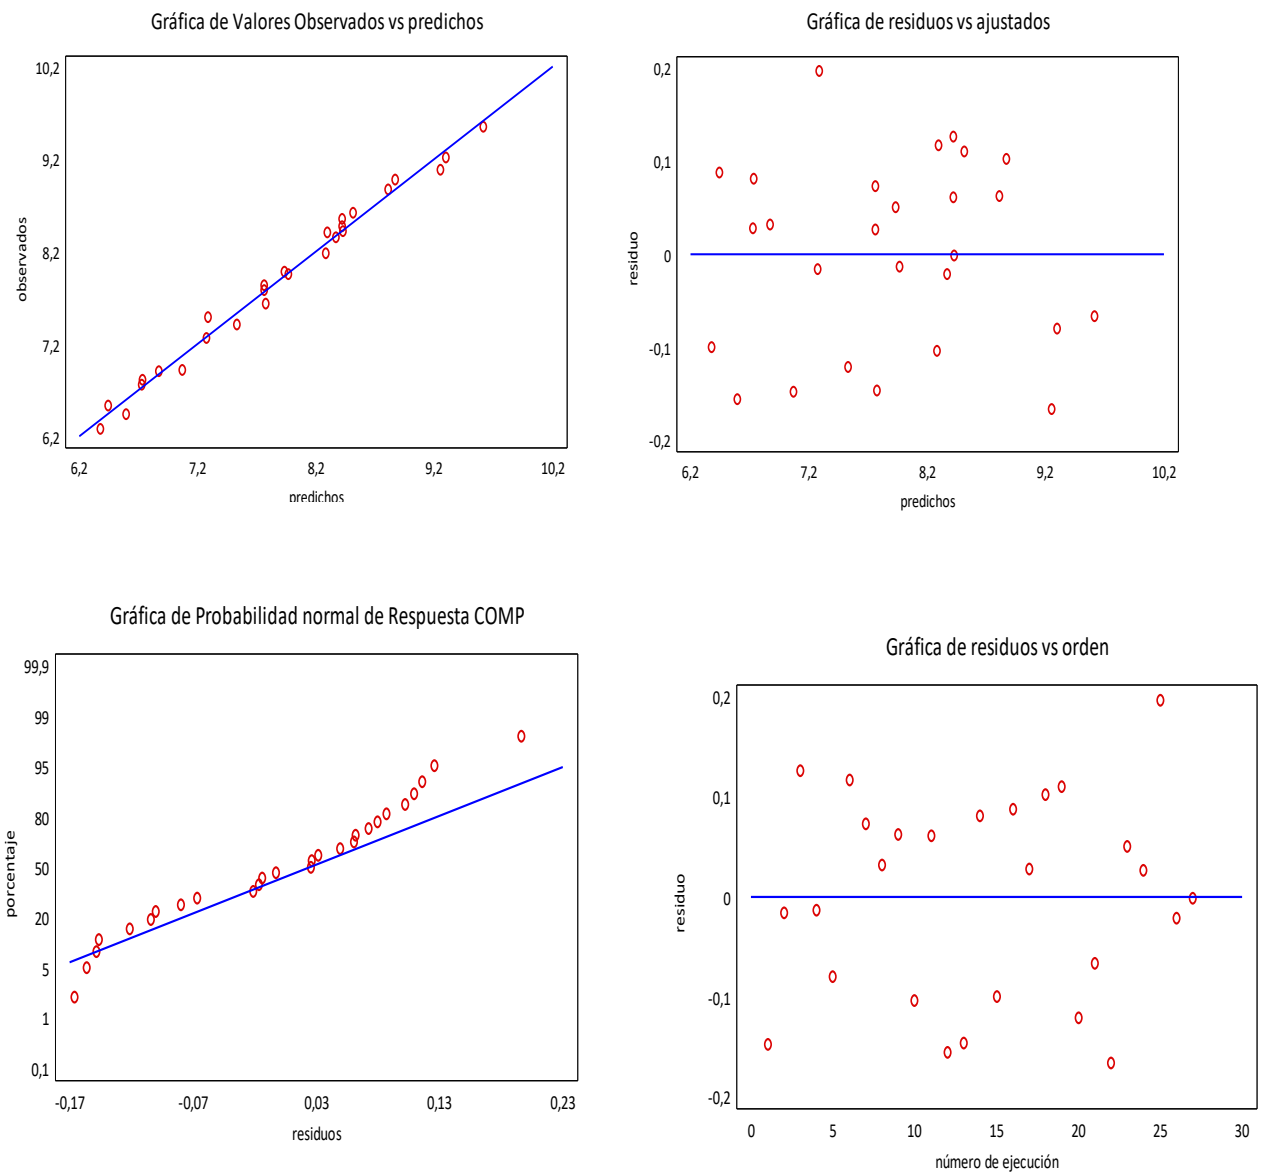 Gráfica de Valores Observados vs predichos
10,2
9,2
8,2
7,2
6,2
observados
6,2 7,2 8,2 9,2 10,2
predichos
Gráfica de residuos vs ajustados
0,2
0,1
0
-0,1
-0,2
residuo
6,2 7,2 8,2 9,2 10,2
predichos
Gráfica de Probabilidad normal de Respuesta COMP
99,9
99
95
80
50
20
5
1
0,1
porcentaje
-0,17 -0,07 0,03 0,13 0,23
residuos
Gráfica de residuos vs orden
0,2
0,1
0
-0,1
-0,2
residuo
0 5 10 15 20 25 30
número de ejecución